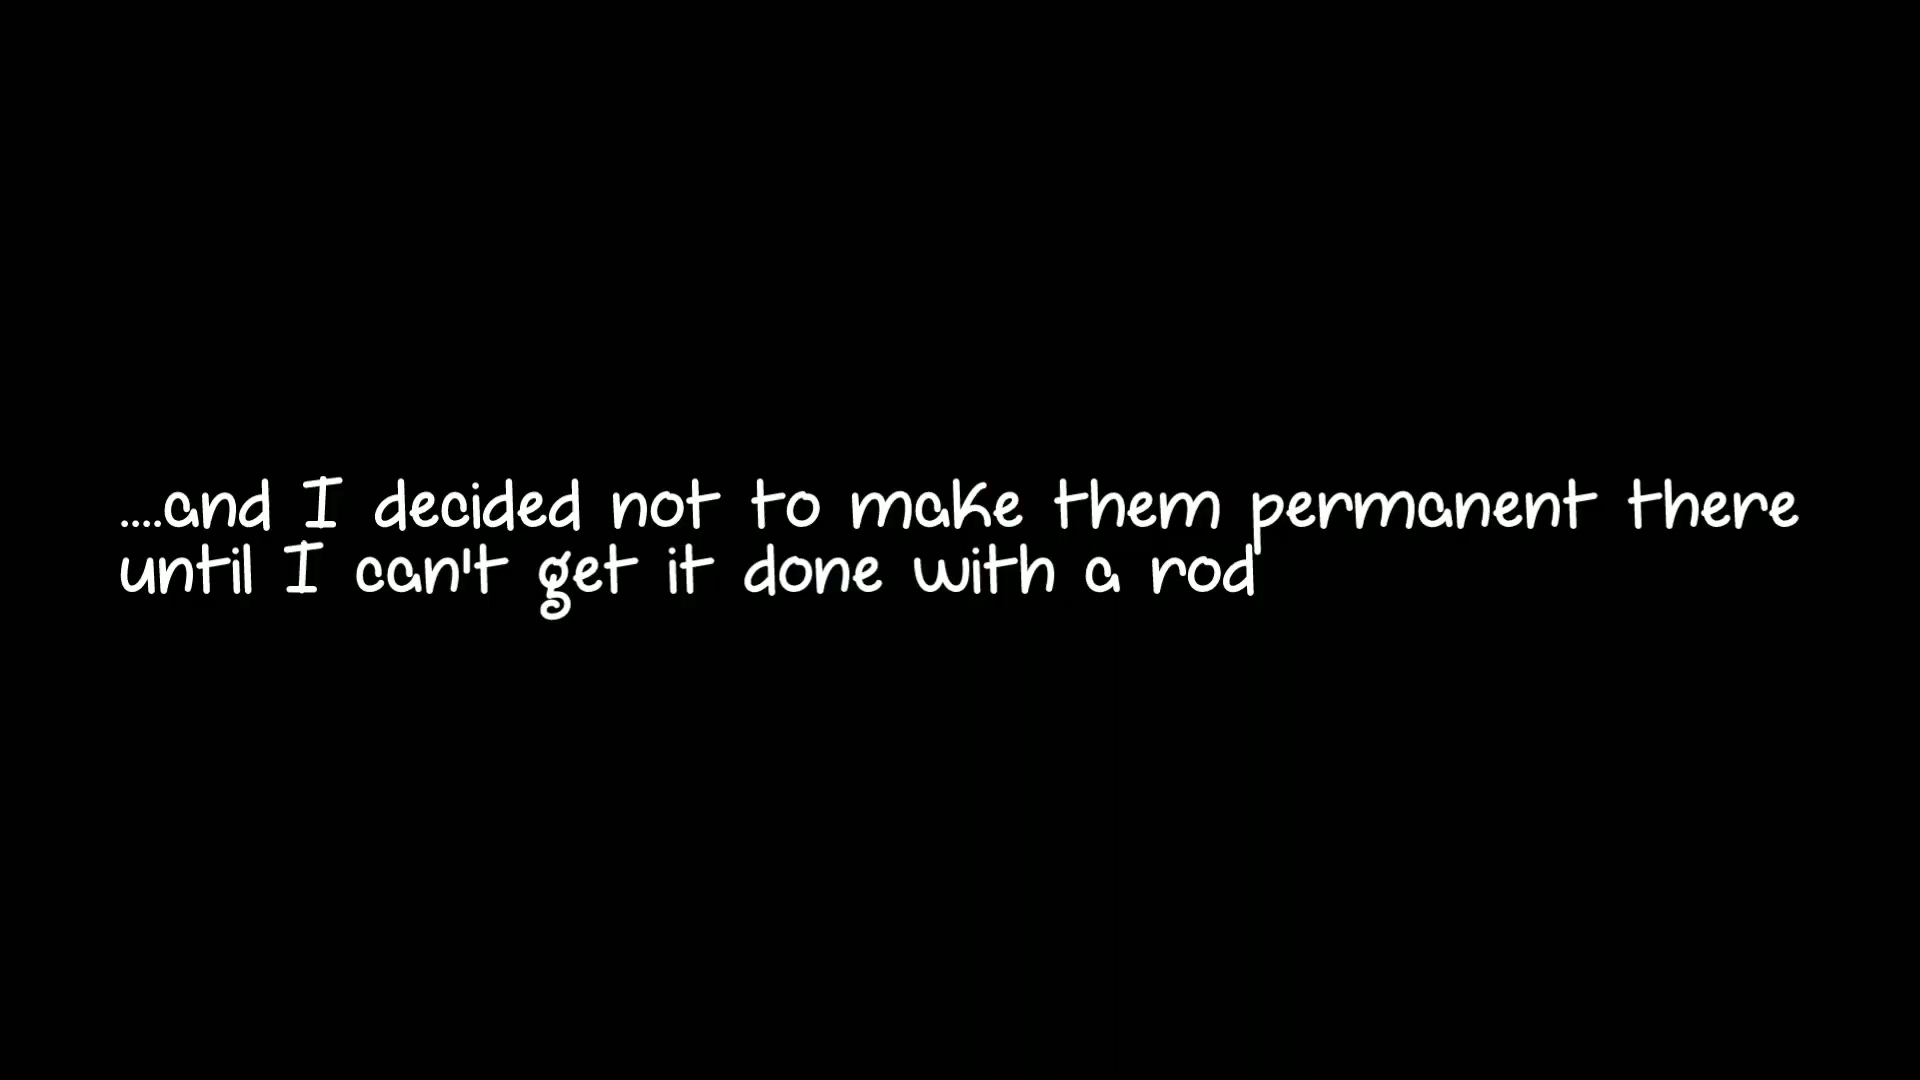 ....and I decided not to make them permanent there
until I can't get it done with a rod